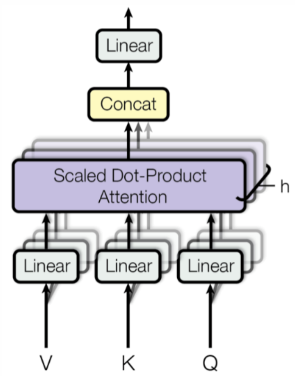 Linear
Concat
Scaled Dot-Product
Attention
h
Linear Linear Linear
V K Q